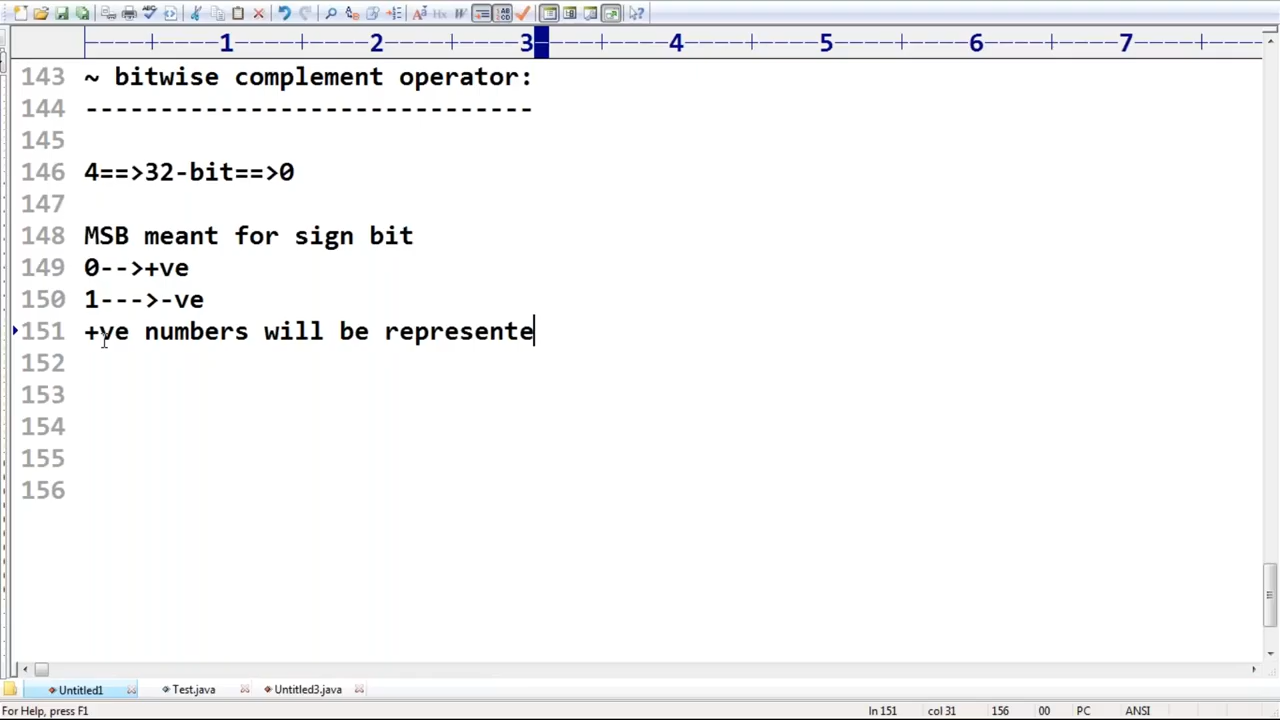 1 2 3 4 5 6 7
143 ~ bitwise complement operator:
144 ------------------------------
145
146 4==>32-bit==>0
147
148 MSB meant for sign bit
149 0-->+ve
150 1--->-ve
151 +ve numbers will be represente
152
153
154
155
156
Untitled1 Test.java Untitled3.java
For Help, press F1 ln 151 col 31 156 00 PC ANSI